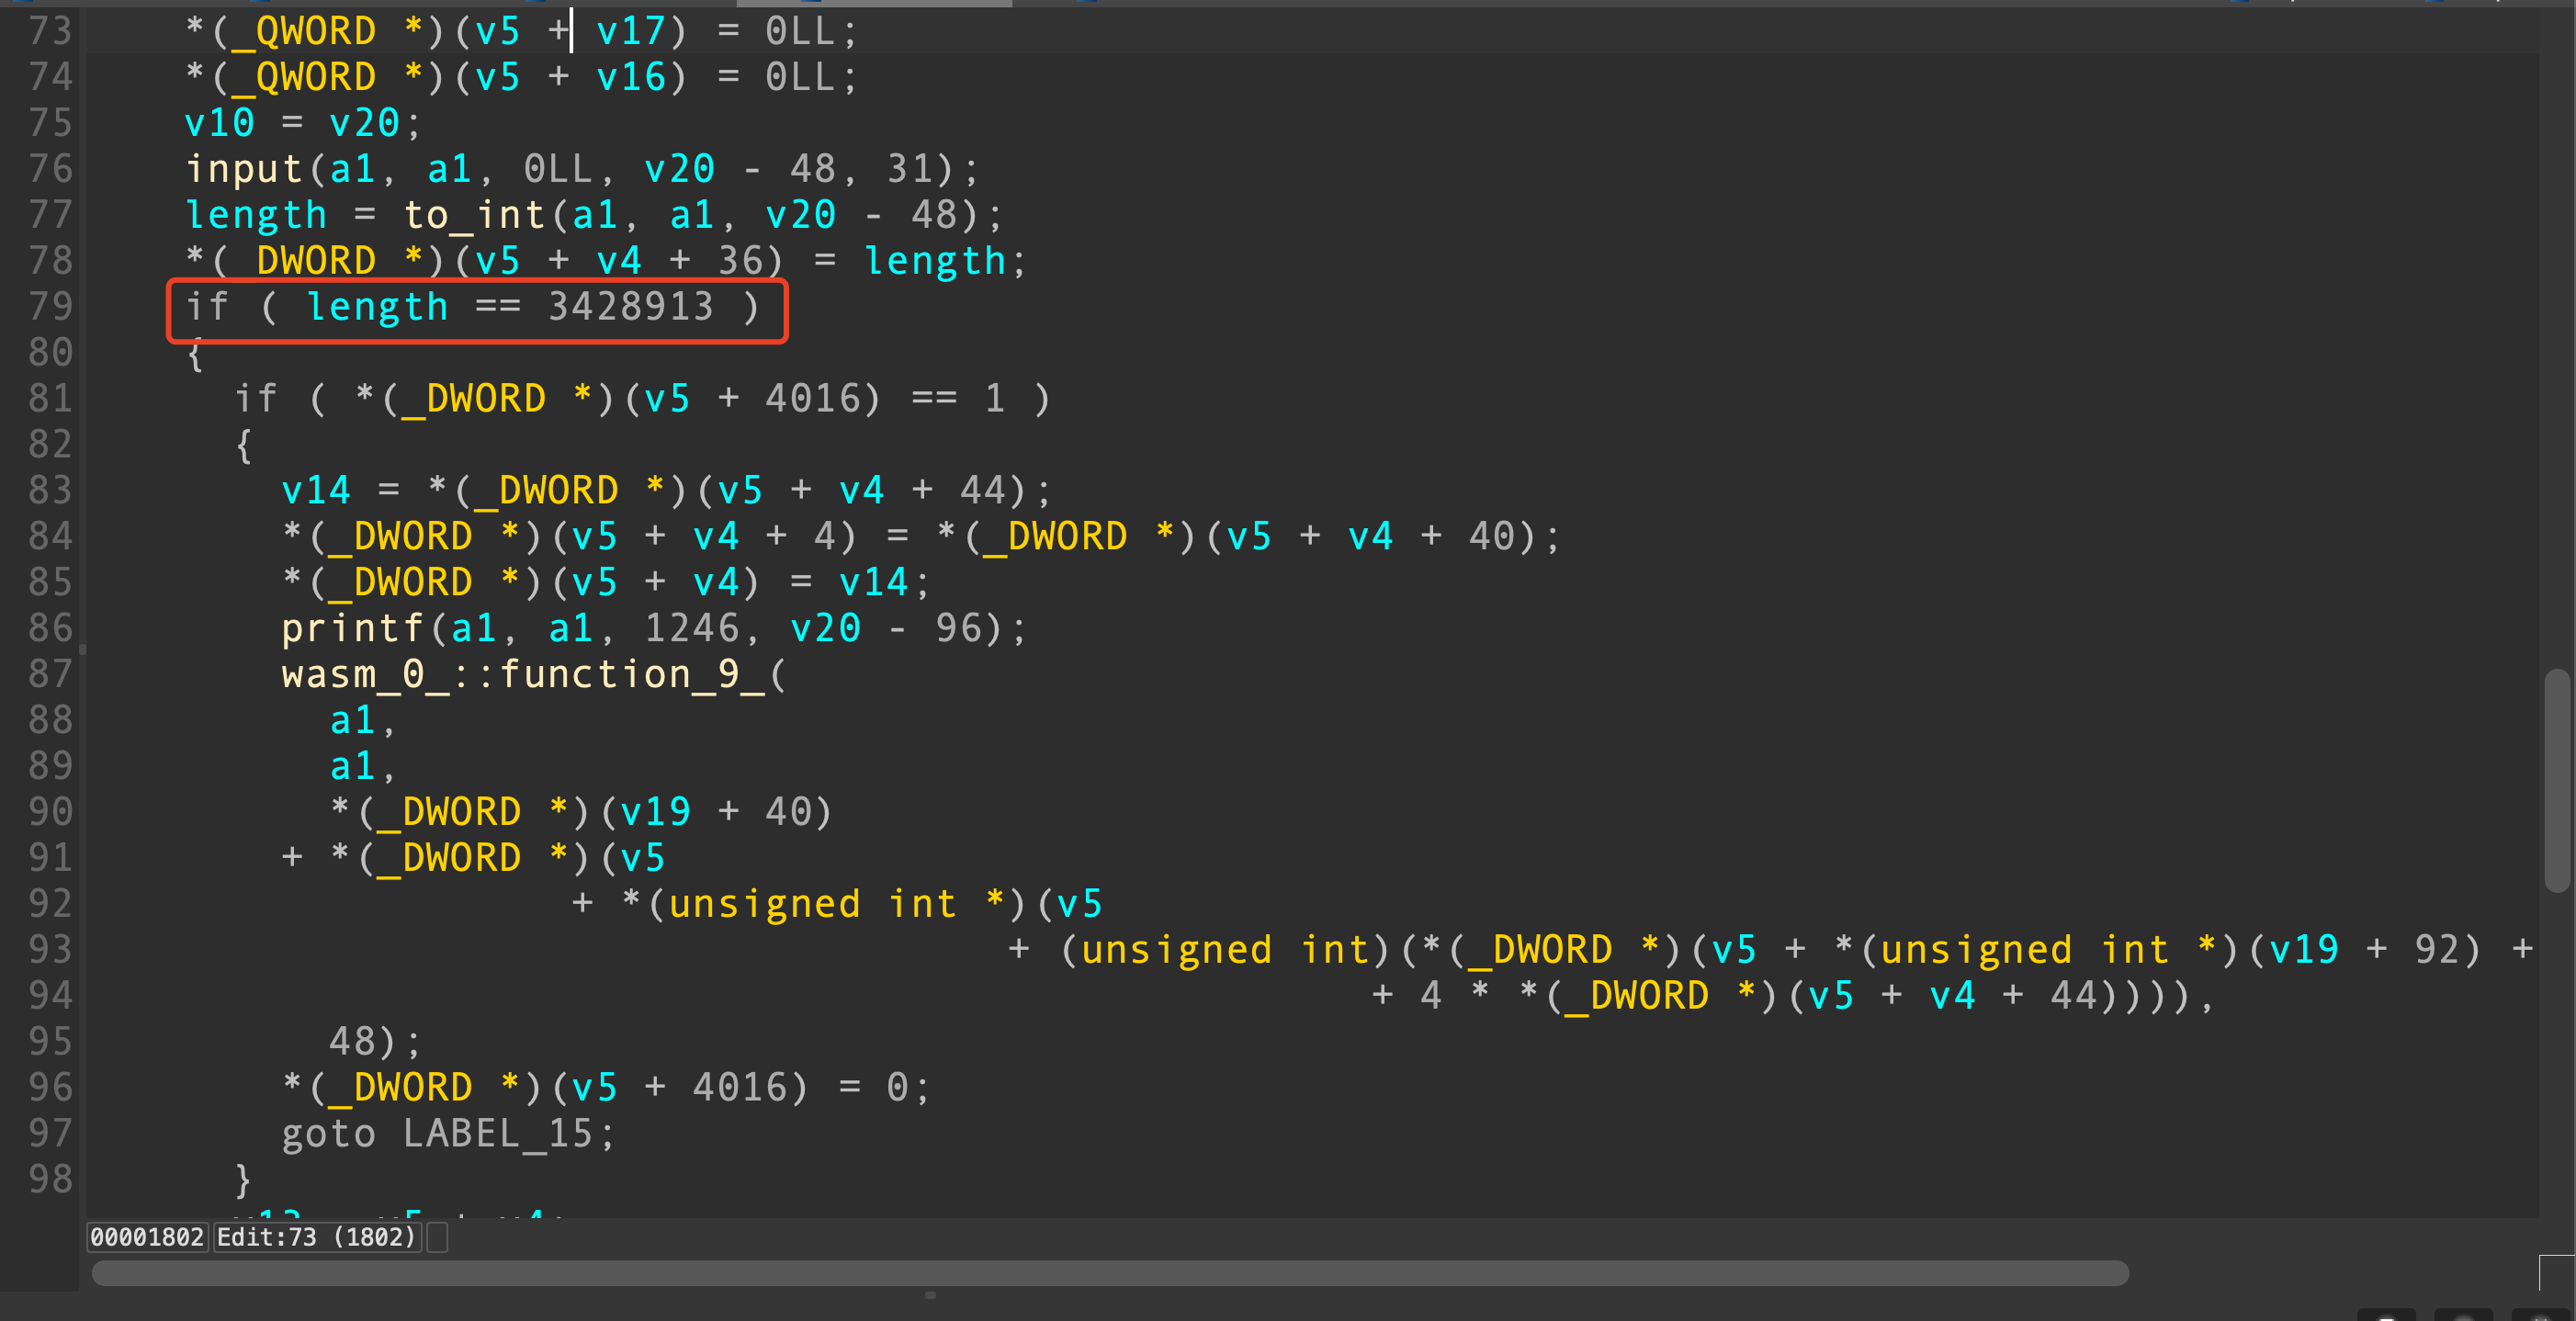 73 *(_QWORD *)(v5 + v17) = 0LL;
74 *(_QWORD *)(v5 + v16) = 0LL;
75 v10 = v20;
76 input(a1, a1, 0LL, v20 - 48, 31);
77 length = to_int(a1, a1, v20 - 48);
78 *(_DWORD *)(v5 + v4 + 36) = length;
79 if ( length == 3428913 )
80 {
81 if ( *(_DWORD *)(v5 + 4016) == 1 )
82 {
83 v14 = *(_DWORD *)(v5 + v4 + 44);
84 *(_DWORD *)(v5 + v4 + 4) = *(_DWORD *)(v5 + v4 + 40);
85 *(_DWORD *)(v5 + v4) = v14;
86 printf(a1, a1, 1246, v20 - 96);
87 wasm_0_::function_9_(
88 a1,
89 a1,
90 *(_DWORD *)(v19 + 40)
91 + *(_DWORD *)(v5
92 + *(unsigned int *)(v5
93 + (unsigned int)(*(_DWORD *)(v5 + *(unsigned int *)(v19 + 92) +
94 + 4 * *(_DWORD *)(v5 + v4 + 44)))),
95 48);
96 *(_DWORD *)(v5 + 4016) = 0;
97 goto LABEL_15;
98 }
00001802 Edit:73 (1802)